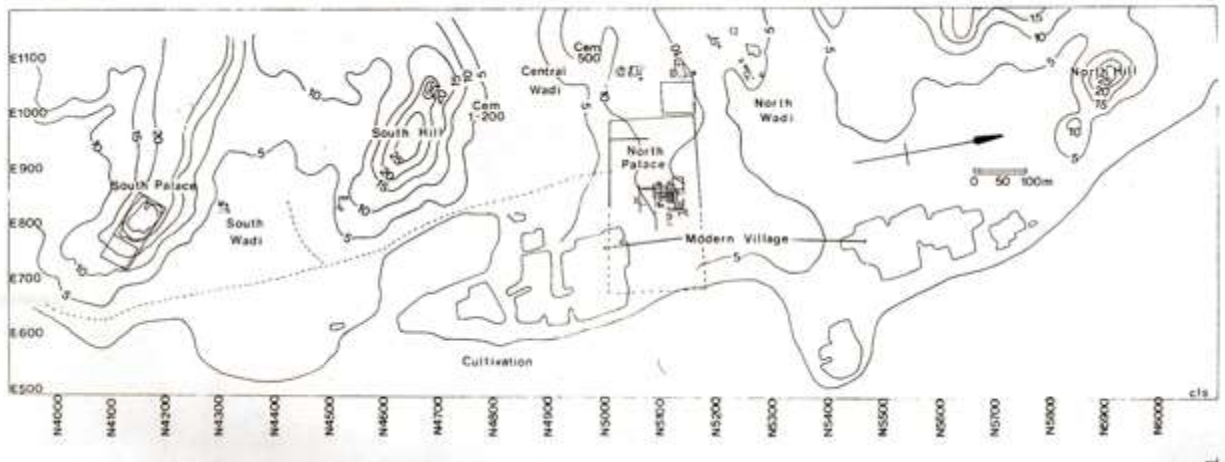 E1100
E1000
E900
E800
E700
E600
E500
South Palace
South
Wadi
South Hill
Cem
1-200
Central
Wadi
Cem
500
North
Palace
North
Wadi
North Hill
Modern Village
Cultivation
0 50 100m
5
10
15
20
25
cls
N4000
N4100
N4200
N4300
N4400
N4500
N4600
N4700
N4800
N4900
N5000
N5100
N5200
N5300
N5400
N5500
N5600
N5700
N5800
N5900
N6000